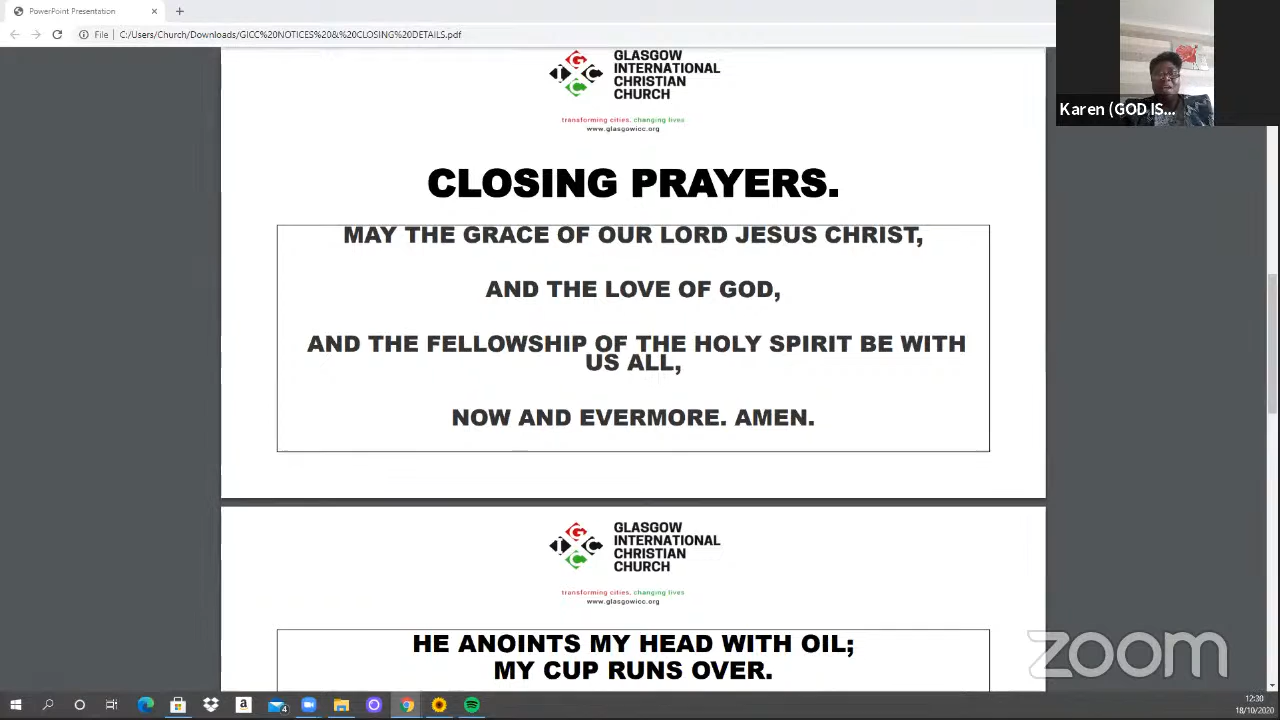 PowerPoint Presentation
File | C:/Users/Church/Downloads/GICC%20NOTICES%20&%20CLOSING%20DETAILS.pdf
Karen (GOD IS...
GLASGOW
INTERNATIONAL
CHRISTIAN
CHURCH
transforming cities, changing lives
www.glasgowicc.org
CLOSING PRAYERS.
MAY THE GRACE OF OUR LORD JESUS CHRIST,
AND THE LOVE OF GOD,
AND THE FELLOWSHIP OF THE HOLY SPIRIT BE WITH
US ALL,
NOW AND EVERMORE. AMEN.
GLASGOW
INTERNATIONAL
CHRISTIAN
CHURCH
transforming cities, changing lives
www.glasgowicc.org
HE ANOINTS MY HEAD WITH OIL;
MY CUP RUNS OVER.
zoom
12:30
18/10/2020